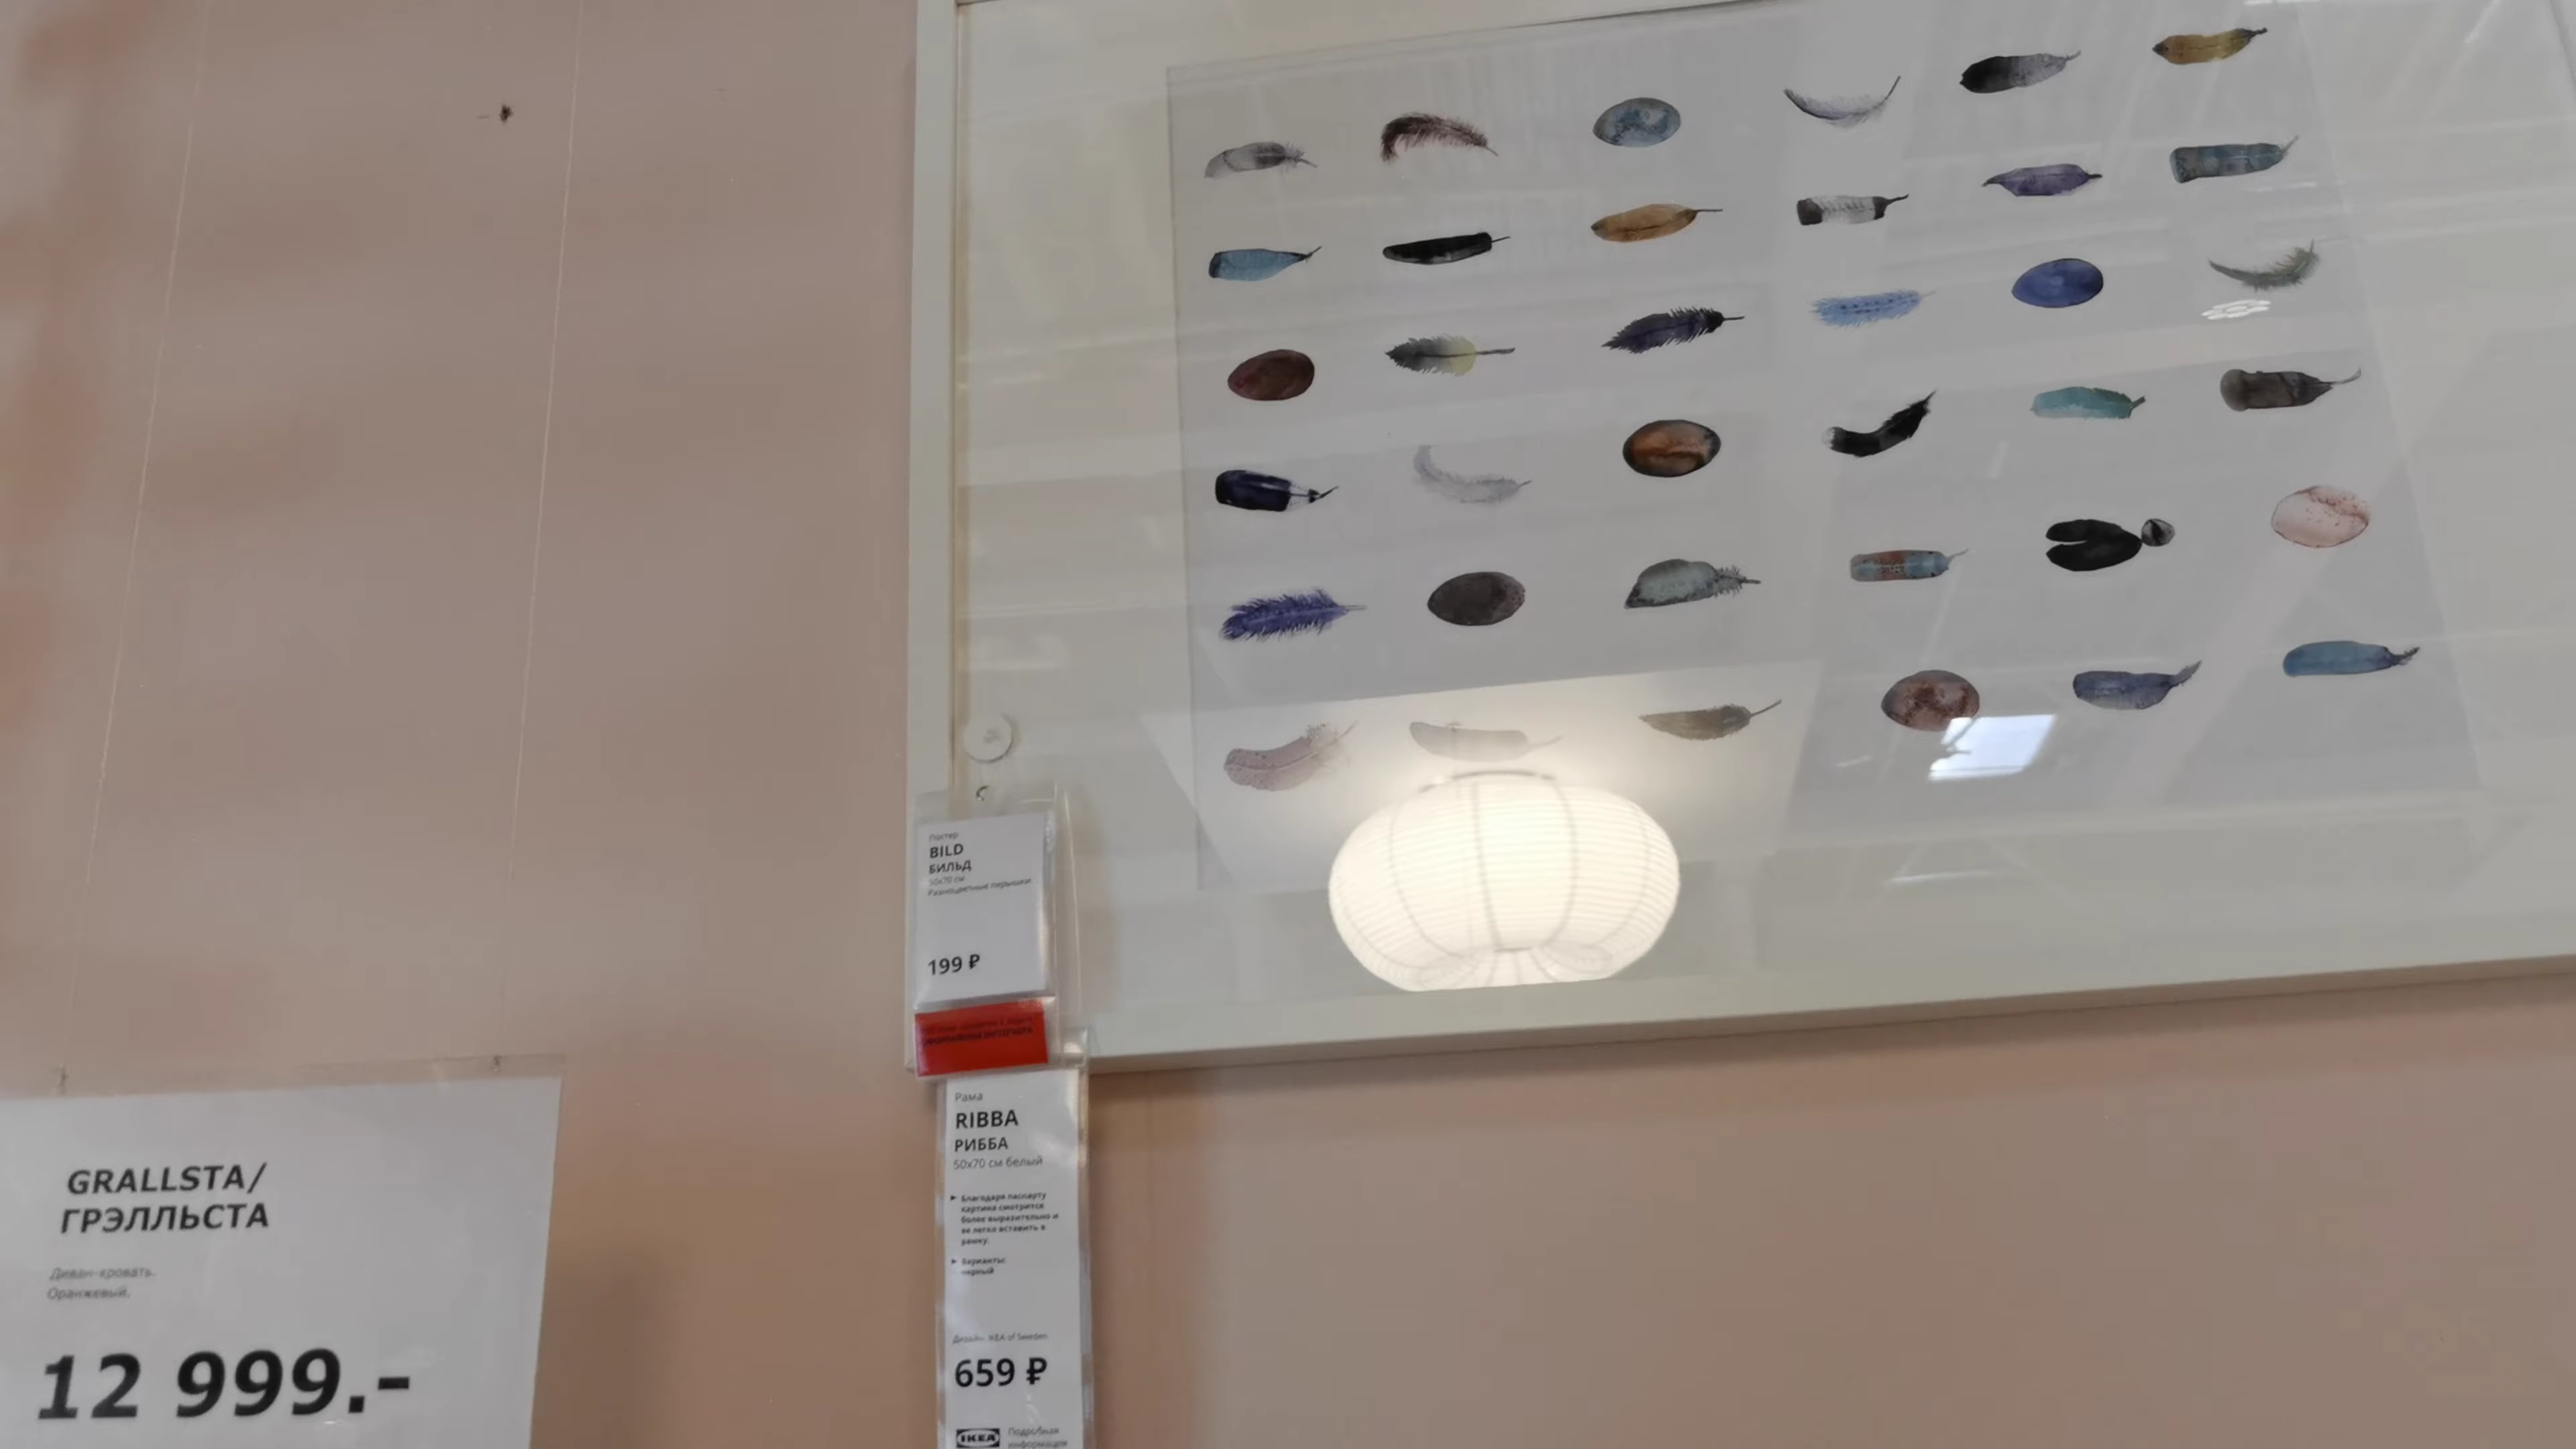 Постер
BILD
БИЛЬД
50x70 см
Разноцветные перышки
199 ₽
Рама
RIBBA
РИББА
50x70 см белый
Благодаря паспарту
картина смотрится
более выразительно и
ее легко вставить в
рамку.
Варианты:
черный
Дизайн: IKEA of Sweden
659 ₽
IKEA
Подробная
информация
GRALLSTA/
ГРЭЛЛЬСТА
Диван-кровать.
Оранжевый.
12 999.-